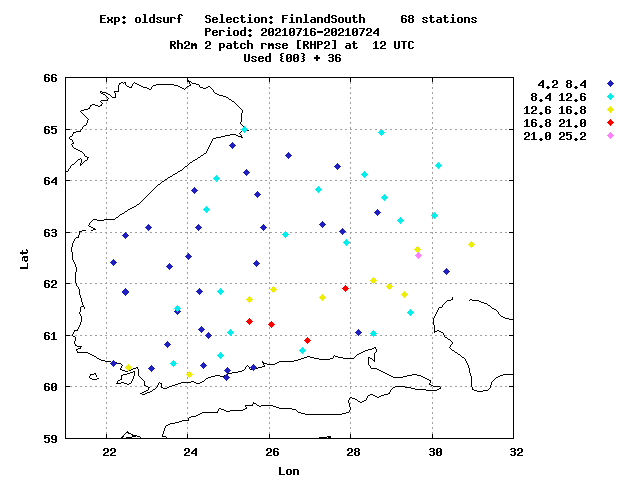 Exp: oldsurf   Selection: FinlandSouth     68 stations
Period: 20210716-20210724
Rh2m 2 patch rmse [RHP2] at  12 UTC
Used {00} + 36
4.2 8.4
8.4 12.6
12.6 16.8
16.8 21.0
21.0 25.2
66
65
64
63
62
61
60
59
Lat
22 24 26 28 30 32
Lon